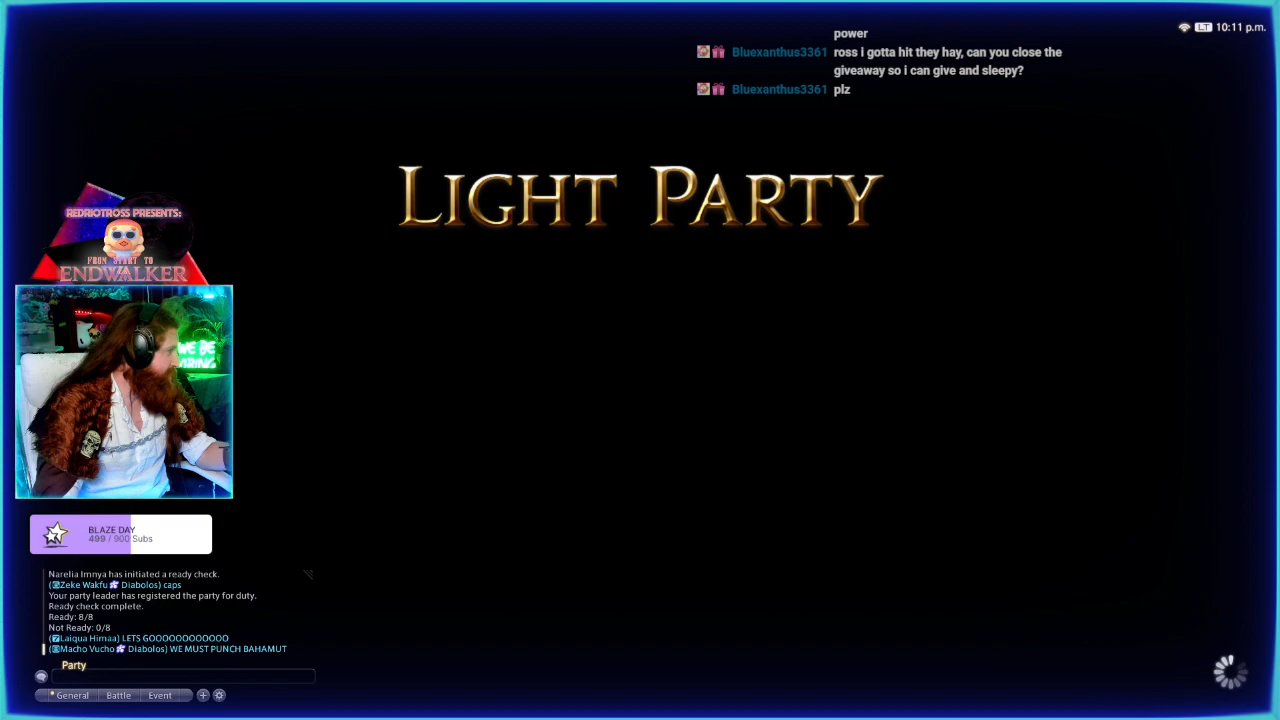 LT 10:11 p.m.
power
Bluexanthus3361 ross i gotta hit they hay, can you close the
giveaway so i can give and sleepy?
Bluexanthus3361 plz
LIGHT PARTY
REDRIOTROSS PRESENTS:
FROM START TO
ENDWALKER
WE BE
BLAZE DAY
499 / 900 Subs
Narelia Imnya has initiated a ready check.
(Zeke Wakfu Diabolos) caps
Your party leader has registered the party for duty.
Ready check complete.
Ready: 8/8
Not Ready: 0/8
(Laiqua Himaa) LETS GOOOOOOOOOOOO
(Macho Vucho Diabolos) WE MUST PUNCH BAHAMUT
Party
General Battle Event